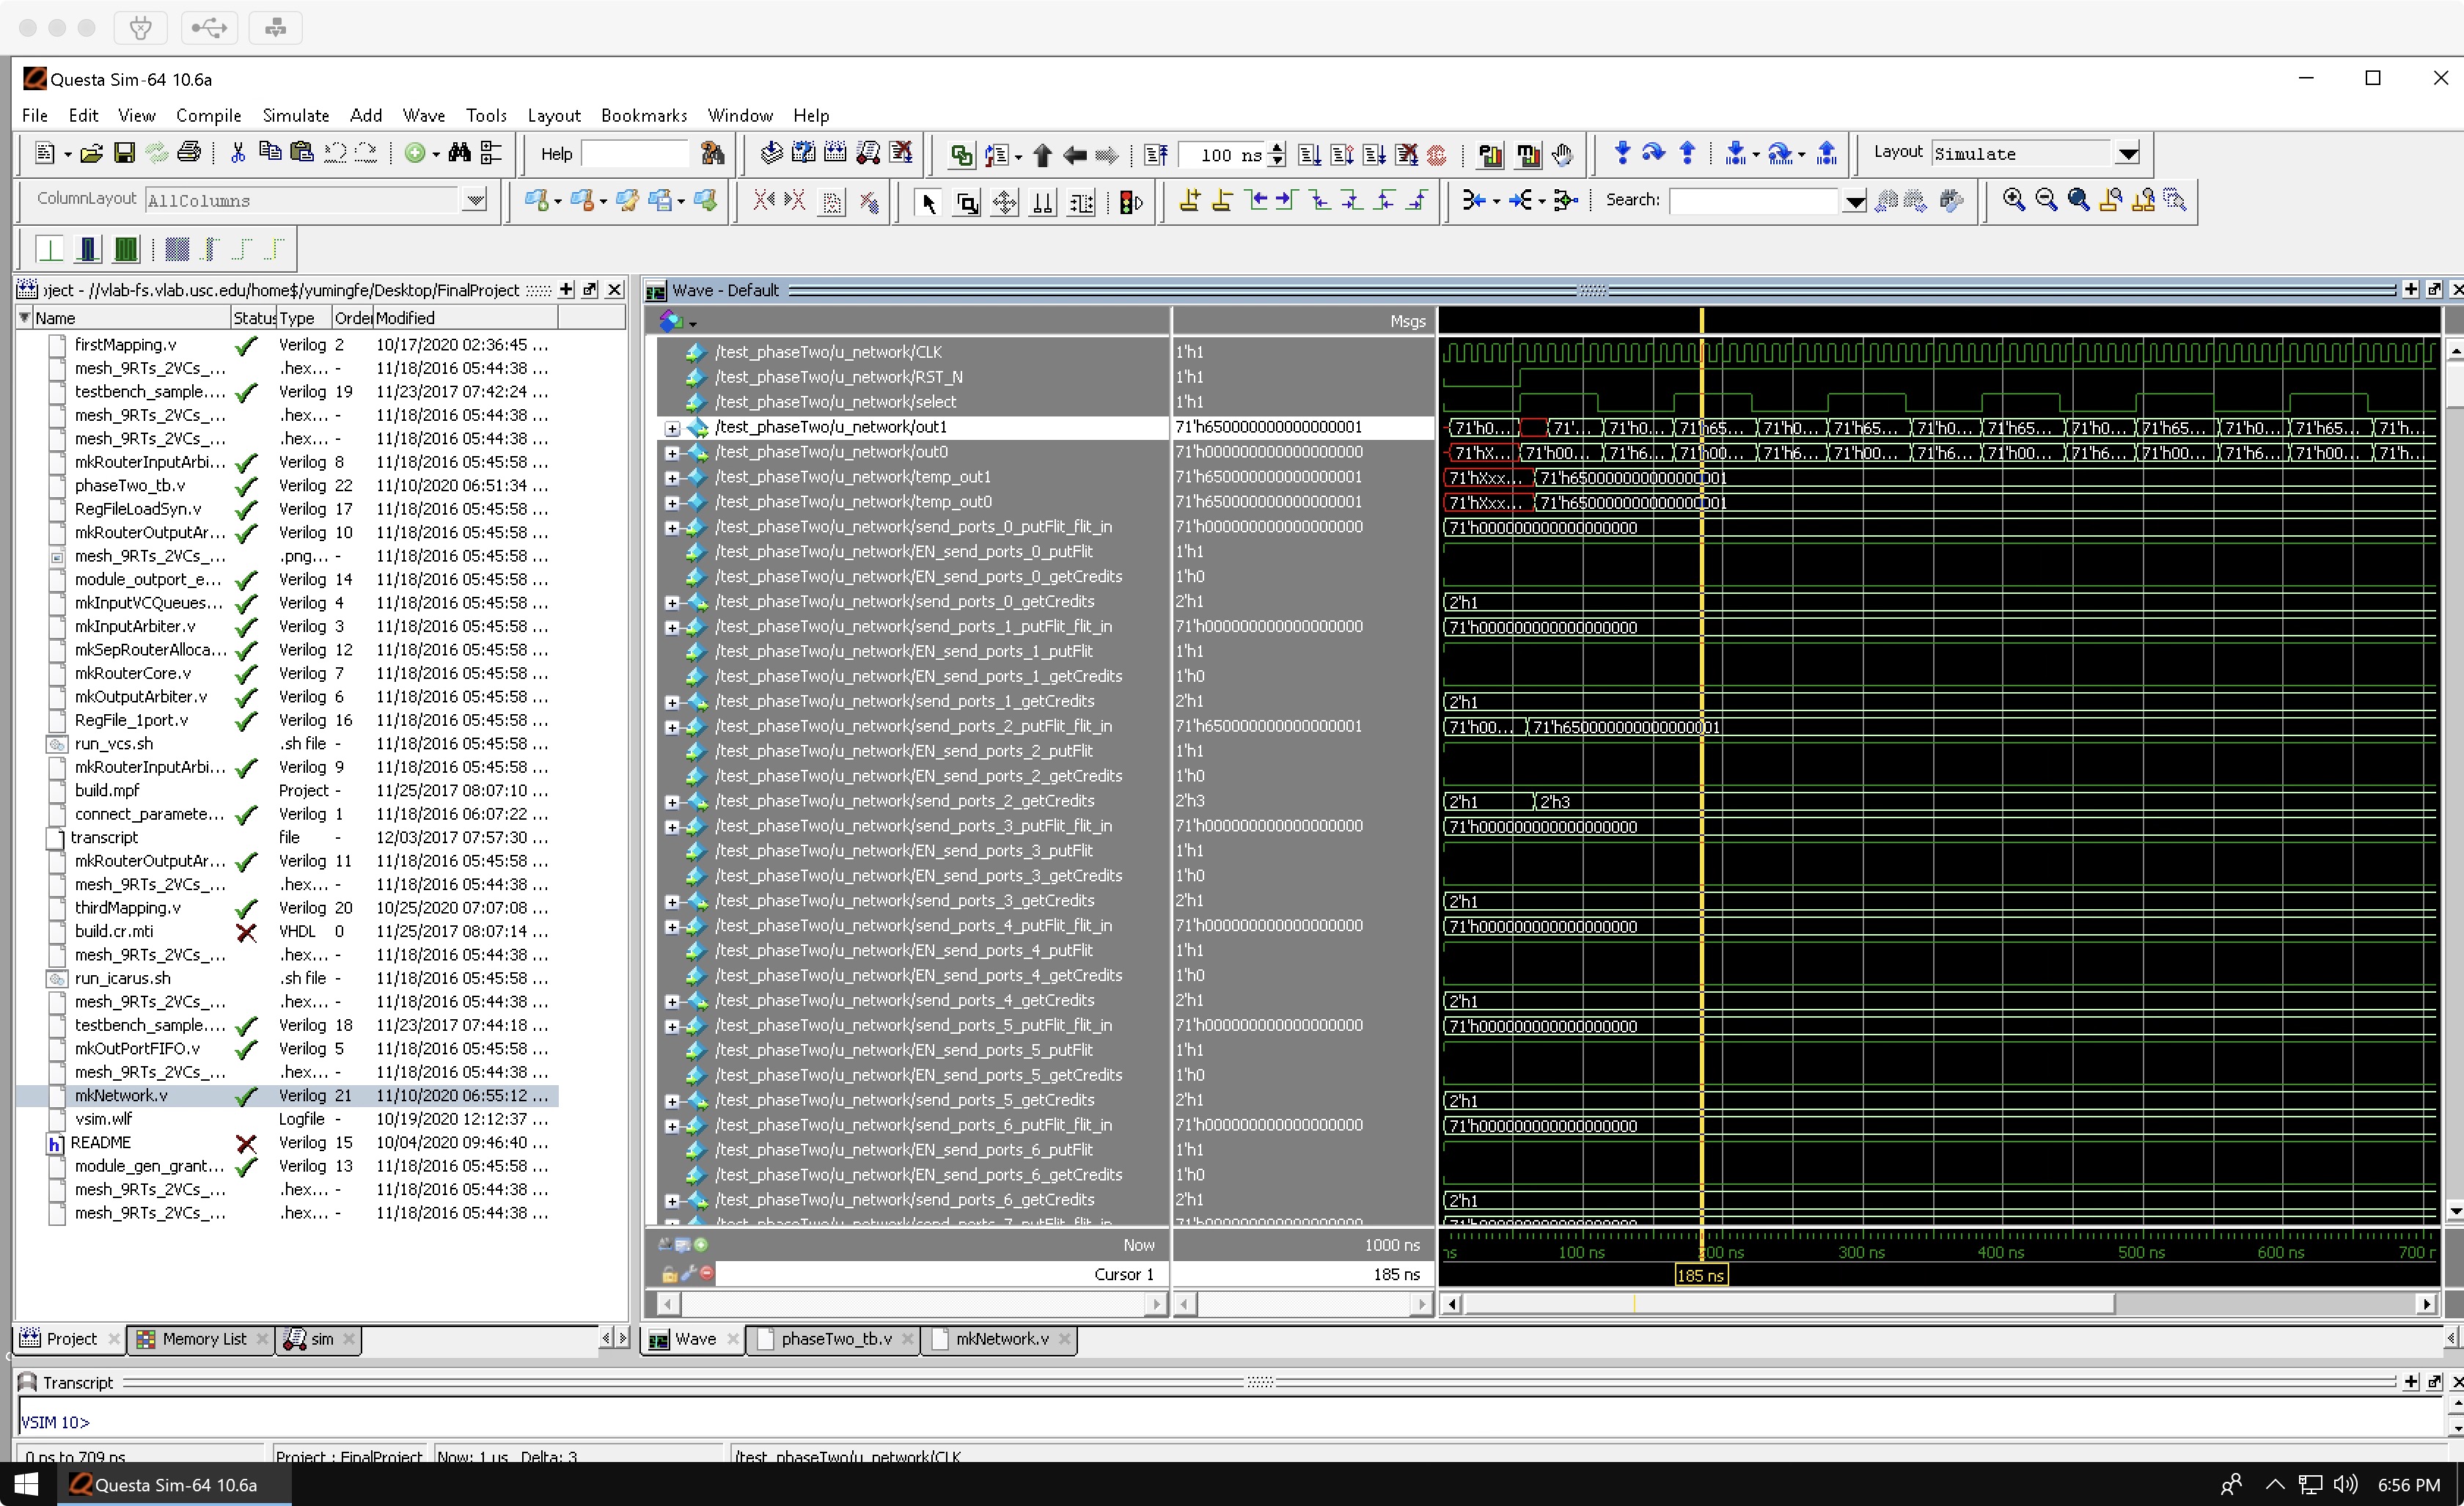 Questa Sim-64 10.6a
File Edit View Compile Simulate Add Wave Tools Layout Bookmarks Window Help
Help 100 ns Layout Simulate
ColumnLayout AllColumns Search:
ject - //vlab-fs.vlab.usc.edu/home$/yumingfe/Desktop/FinalProject
Name Status Type Order Modified
firstMapping.v Verilog 2 10/17/2020 02:36:45 ...
mesh_9RTs_2VCs_... .hex... - 11/18/2016 05:44:38 ...
testbench_sample.... Verilog 19 11/23/2017 07:42:24 ...
mesh_9RTs_2VCs_... .hex... - 11/18/2016 05:44:38 ...
mesh_9RTs_2VCs_... .hex... - 11/18/2016 05:44:38 ...
mkRouterInputArbi... Verilog 8 11/18/2016 05:45:58 ...
phaseTwo_tb.v Verilog 22 11/10/2020 06:51:34 ...
RegFileLoadSyn.v Verilog 17 11/18/2016 05:45:58 ...
mkRouterOutputAr... Verilog 10 11/18/2016 05:45:58 ...
mesh_9RTs_2VCs_... .png... - 11/18/2016 05:44:38 ...
module_outport_e... Verilog 14 11/18/2016 05:45:58 ...
mkInputVCQueues... Verilog 4 11/18/2016 05:45:58 ...
mkInputArbiter.v Verilog 3 11/18/2016 05:45:58 ...
mkSepRouterAlloca... Verilog 12 11/18/2016 05:45:58 ...
mkRouterCore.v Verilog 7 11/18/2016 05:45:58 ...
mkOutputArbiter.v Verilog 6 11/18/2016 05:45:58 ...
RegFile_1port.v Verilog 16 11/18/2016 05:45:58 ...
run_vcs.sh .sh file - 11/18/2016 05:45:58 ...
mkRouterInputArbi... Verilog 9 11/18/2016 05:45:58 ...
build.mpf Project - 11/25/2017 08:07:10 ...
connect_paramete... Verilog 1 11/18/2016 06:07:22 ...
transcript file - 12/03/2017 07:57:30 ...
mkRouterOutputAr... Verilog 11 11/18/2016 05:45:58 ...
mesh_9RTs_2VCs_... .hex... - 11/18/2016 05:44:38 ...
thirdMapping.v Verilog 20 10/25/2020 07:07:08 ...
build.cr.mti VHDL 0 11/25/2017 08:07:14 ...
mesh_9RTs_2VCs_... .hex... - 11/18/2016 05:44:38 ...
run_icarus.sh .sh file - 11/18/2016 05:45:58 ...
mesh_9RTs_2VCs_... .hex... - 11/18/2016 05:44:38 ...
testbench_sample.... Verilog 18 11/23/2017 07:44:18 ...
mkOutPortFIFO.v Verilog 5 11/18/2016 05:45:58 ...
mesh_9RTs_2VCs_... .hex... - 11/18/2016 05:44:38 ...
mkNetwork.v Verilog 21 11/10/2020 06:55:12 ...
vsim.wlf Logfile - 10/19/2020 12:12:37 ...
README Verilog 15 10/04/2020 09:46:40 ...
module_gen_grant... Verilog 13 11/18/2016 05:45:58 ...
mesh_9RTs_2VCs_... .hex... - 11/18/2016 05:44:38 ...
mesh_9RTs_2VCs_... .hex... - 11/18/2016 05:44:38 ...
Project Memory List sim
Wave - Default
Msgs
/test_phaseTwo/u_network/CLK 1'h1
/test_phaseTwo/u_network/RST_N 1'h1
/test_phaseTwo/u_network/select 1'h1
/test_phaseTwo/u_network/out1 71'h650000000000000001 71'h0... 71'... 71'h0... 71'h65... 71'h0... 71'h65... 71'h0... 71'h65... 71'h0... 71'h65... 71'h0... 71'h65... 71'h...
/test_phaseTwo/u_network/out0 71'h000000000000000000 71'hX... 71'h00... 71'h6... 71'h00... 71'h6... 71'h00... 71'h6... 71'h00... 71'h6... 71'h00... 71'h6... 71'h00... 71'h...
/test_phaseTwo/u_network/temp_out1 71'h650000000000000001 71'hXxx... 71'h650000000000000001
/test_phaseTwo/u_network/temp_out0 71'h650000000000000001 71'hXxx... 71'h650000000000000001
/test_phaseTwo/u_network/send_ports_0_putFlit_flit_in 71'h000000000000000000 71'h000000000000000000
/test_phaseTwo/u_network/EN_send_ports_0_putFlit 1'h1
/test_phaseTwo/u_network/EN_send_ports_0_getCredits 1'h0
/test_phaseTwo/u_network/send_ports_0_getCredits 2'h1 2'h1
/test_phaseTwo/u_network/send_ports_1_putFlit_flit_in 71'h000000000000000000 71'h000000000000000000
/test_phaseTwo/u_network/EN_send_ports_1_putFlit 1'h1
/test_phaseTwo/u_network/EN_send_ports_1_getCredits 1'h0
/test_phaseTwo/u_network/send_ports_1_getCredits 2'h1 2'h1
/test_phaseTwo/u_network/send_ports_2_putFlit_flit_in 71'h650000000000000001 71'h00... 71'h650000000000000001
/test_phaseTwo/u_network/EN_send_ports_2_putFlit 1'h1
/test_phaseTwo/u_network/EN_send_ports_2_getCredits 1'h0
/test_phaseTwo/u_network/send_ports_2_getCredits 2'h3 2'h1 2'h3
/test_phaseTwo/u_network/send_ports_3_putFlit_flit_in 71'h000000000000000000 71'h000000000000000000
/test_phaseTwo/u_network/EN_send_ports_3_putFlit 1'h1
/test_phaseTwo/u_network/EN_send_ports_3_getCredits 1'h0
/test_phaseTwo/u_network/send_ports_3_getCredits 2'h1 2'h1
/test_phaseTwo/u_network/send_ports_4_putFlit_flit_in 71'h000000000000000000 71'h000000000000000000
/test_phaseTwo/u_network/EN_send_ports_4_putFlit 1'h1
/test_phaseTwo/u_network/EN_send_ports_4_getCredits 1'h0
/test_phaseTwo/u_network/send_ports_4_getCredits 2'h1 2'h1
/test_phaseTwo/u_network/send_ports_5_putFlit_flit_in 71'h000000000000000000 71'h000000000000000000
/test_phaseTwo/u_network/EN_send_ports_5_putFlit 1'h1
/test_phaseTwo/u_network/EN_send_ports_5_getCredits 1'h0
/test_phaseTwo/u_network/send_ports_5_getCredits 2'h1 2'h1
/test_phaseTwo/u_network/send_ports_6_putFlit_flit_in 71'h000000000000000000 71'h000000000000000000
/test_phaseTwo/u_network/EN_send_ports_6_putFlit 1'h1
/test_phaseTwo/u_network/EN_send_ports_6_getCredits 1'h0
/test_phaseTwo/u_network/send_ports_6_getCredits 2'h1 2'h1
/test_phaseTwo/u_network/send_ports_7_putFlit_flit_in 71'h000000000000000000 71'h000000000000000000
Now 1000 ns ns 100 ns 200 ns 300 ns 400 ns 500 ns 600 ns 700 n
Cursor 1 185 ns 185 ns
Wave phaseTwo_tb.v mkNetwork.v
Transcript
VSIM 10>
0 ns to 709 ns Project : FinalProject Now: 1 us Delta: 3 /test_phaseTwo/u_network/CLK
Questa Sim-64 10.6a 6:56 PM